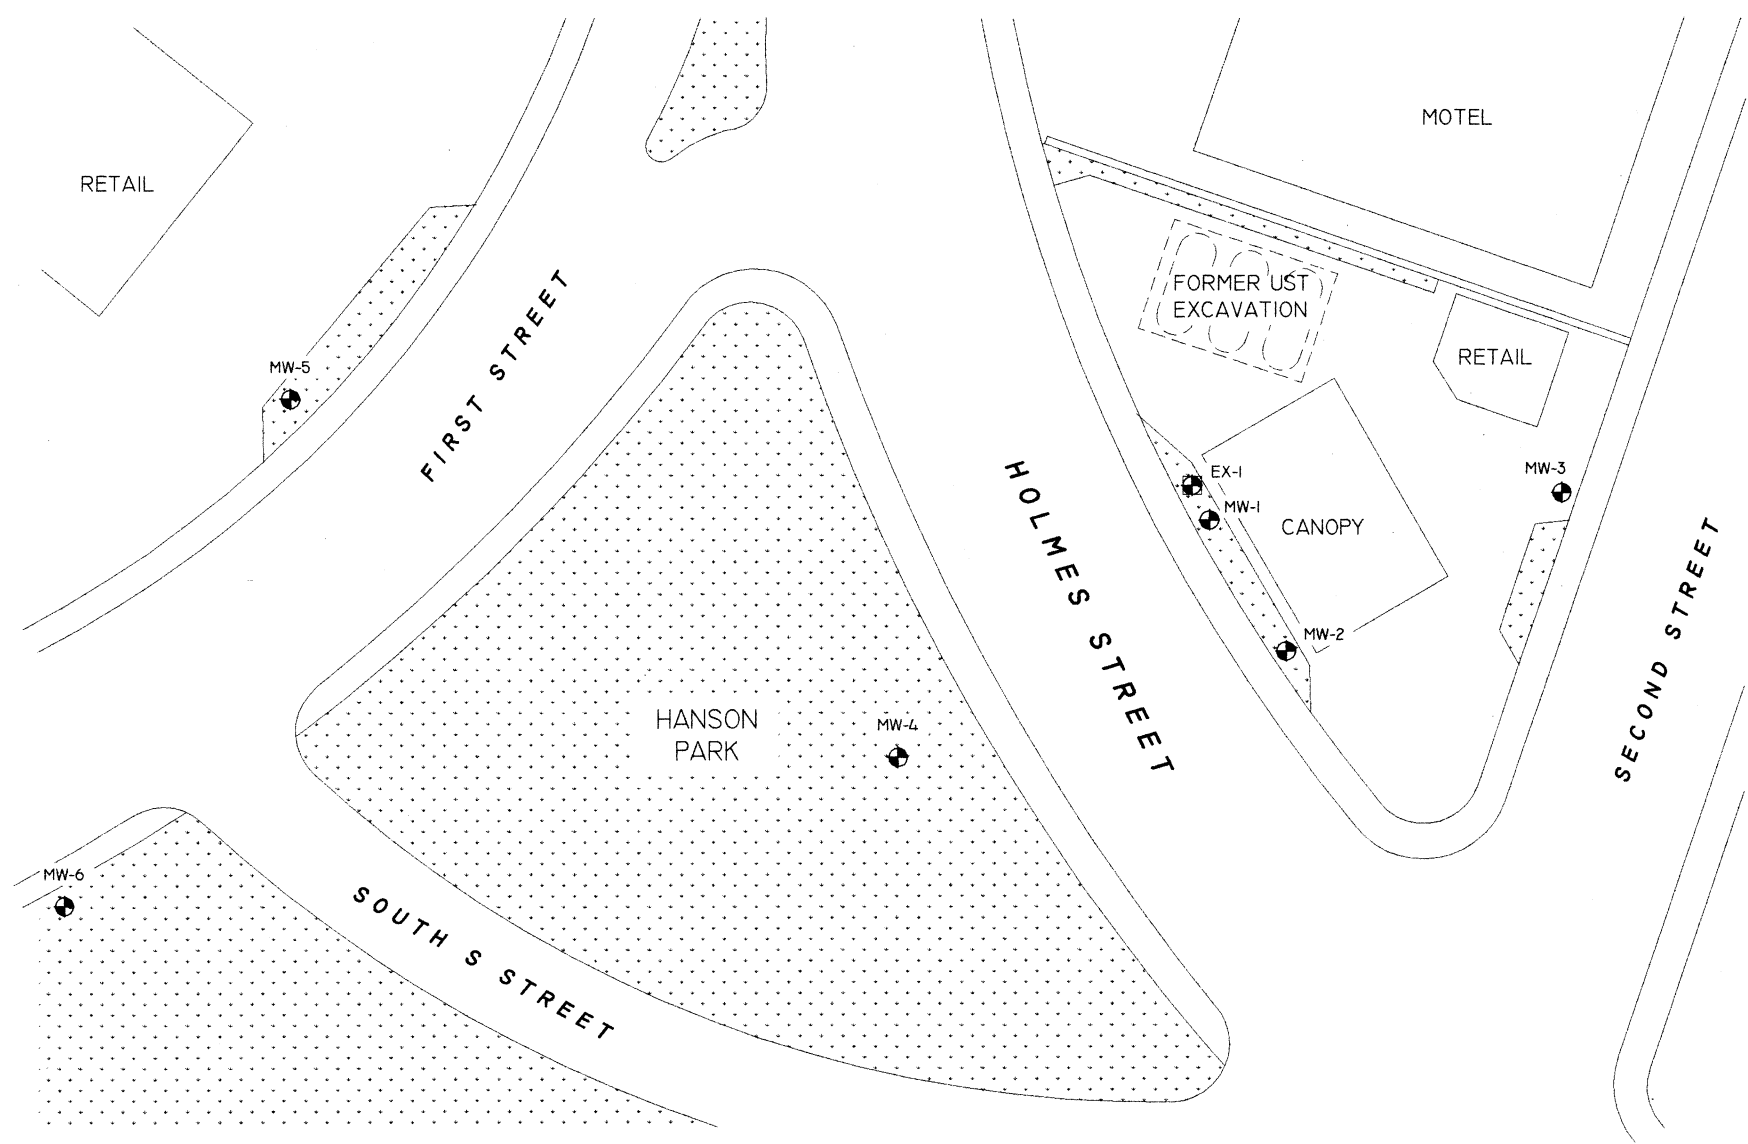 MOTEL
RETAIL
FORMER UST
EXCAVATION
RETAIL
MW-5
FIRST STREET
EX-1
MW-1
MW-3
CANOPY
HOLMES STREET
MW-2
SECOND STREET
HANSON
PARK
MW-4
MW-6
SOUTH S STREET